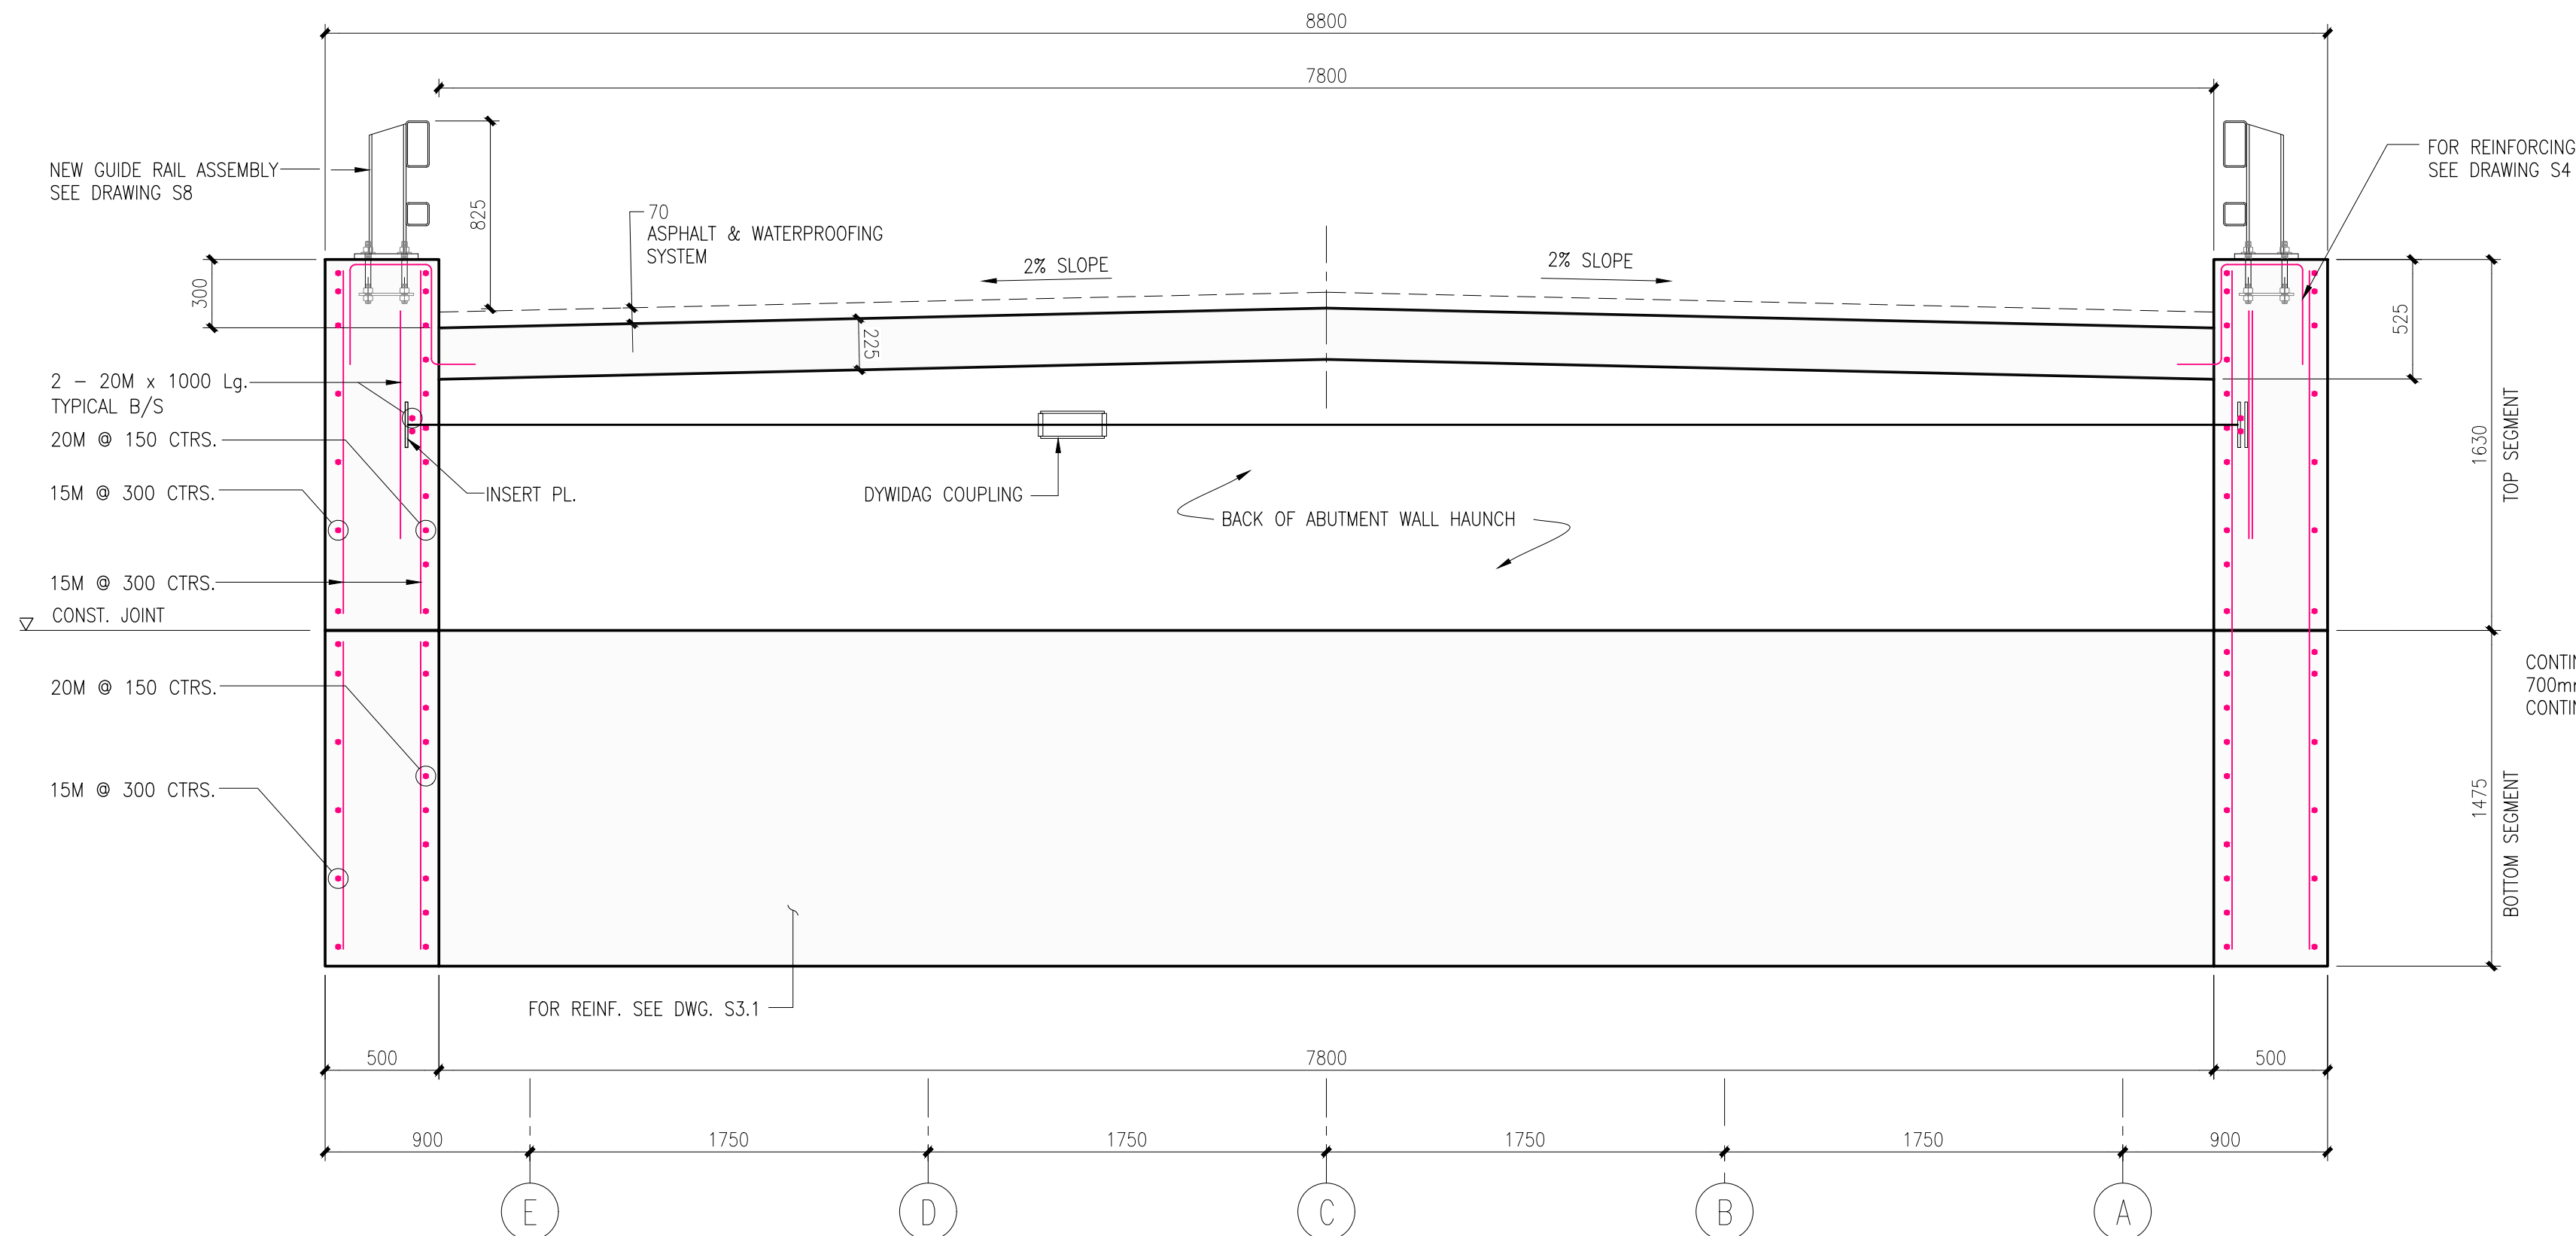 8800
7800
NEW GUIDE RAIL ASSEMBLY
SEE DRAWING S8
825
70
ASPHALT & WATERPROOFING
SYSTEM
2% SLOPE
2% SLOPE
FOR REINFORCING
SEE DRAWING S4
300
225
525
2 - 20M x 1000 Lg.
TYPICAL B/S
20M @ 150 CTRS.
15M @ 300 CTRS.
INSERT PL.
DYWIDAG COUPLING
BACK OF ABUTMENT WALL HAUNCH
1630
TOP SEGMENT
15M @ 300 CTRS.
CONST. JOINT
20M @ 150 CTRS.
15M @ 300 CTRS.
CONTIN
700mm
CONTIN
1475
BOTTOM SEGMENT
FOR REINF. SEE DWG. S3.1
500
7800
500
900
1750
1750
1750
1750
900
E
D
C
B
A